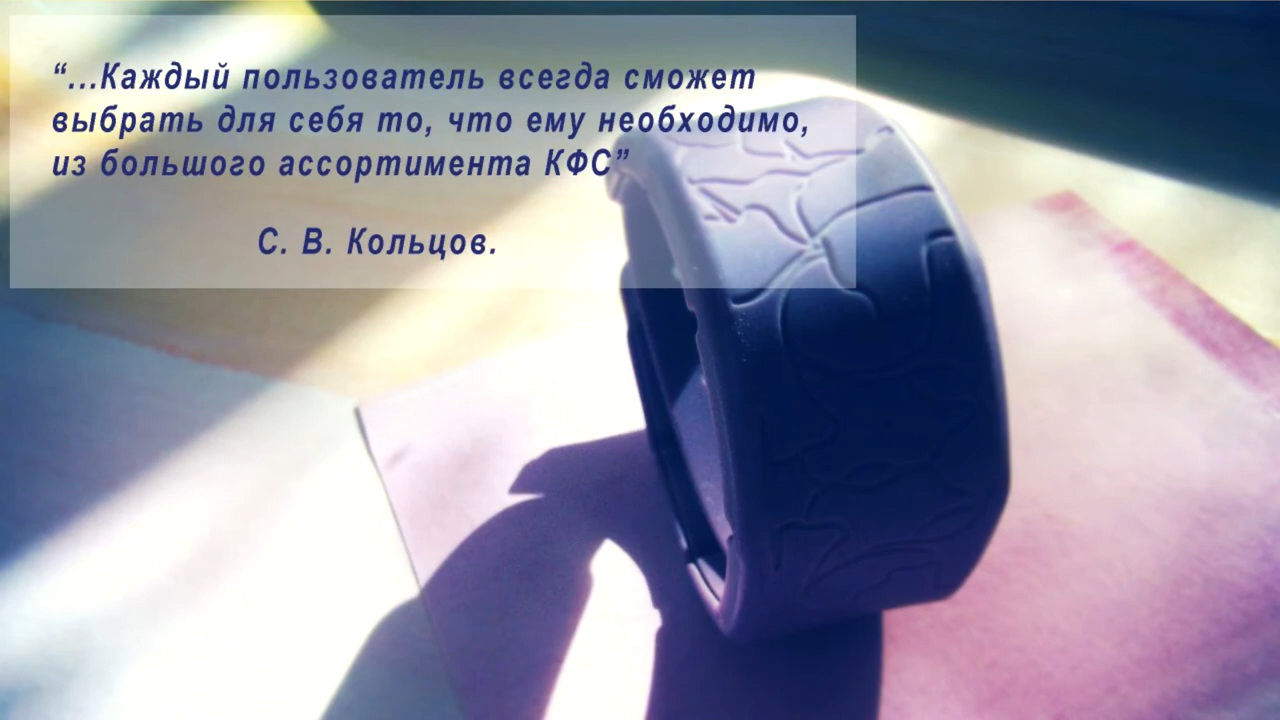 “...Каждый пользователь всегда сможет
выбрать для себя то, что ему необходимо,
из большого ассортимента КФС”
С. В. Кольцов.